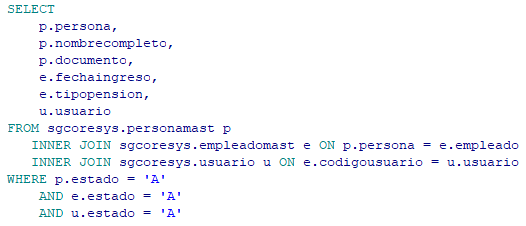 SELECT
p.persona,
p.nombrecompleto,
p.documento,
e.fechaingreso,
e.tipopension,
u.usuario
FROM sgcoresys.personamast p
INNER JOIN sgcoresys.empleadomast e ON p.persona = e.empleado
INNER JOIN sgcoresys.usuario u ON e.codigousuario = u.usuario
WHERE p.estado = 'A'
AND e.estado = 'A'
AND u.estado = 'A'